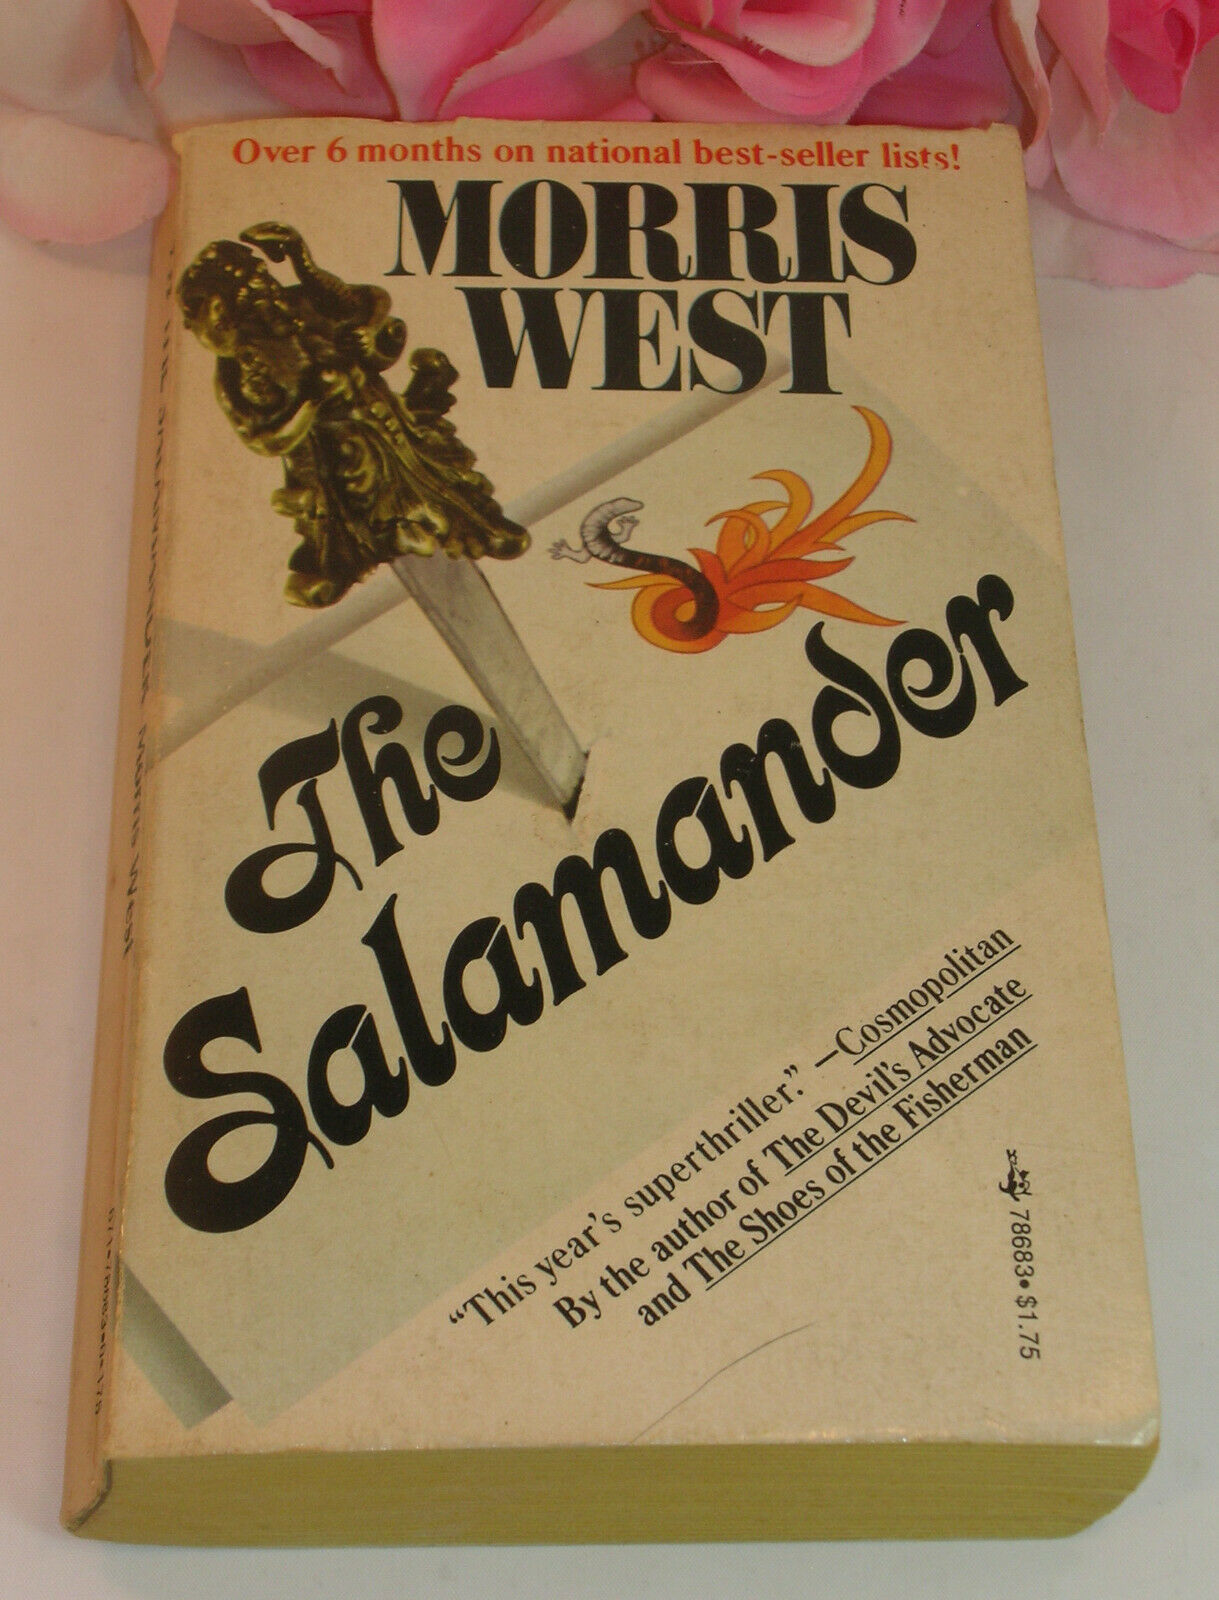 Over 6 months on national best-seller lists!
MORRIS
WEST
The
Salamander
"This year's superthriller." —Cosmopolitan
By the author of The Devil's Advocate
and The Shoes of the Fisherman
78683•$1.75
MORRIS WEST